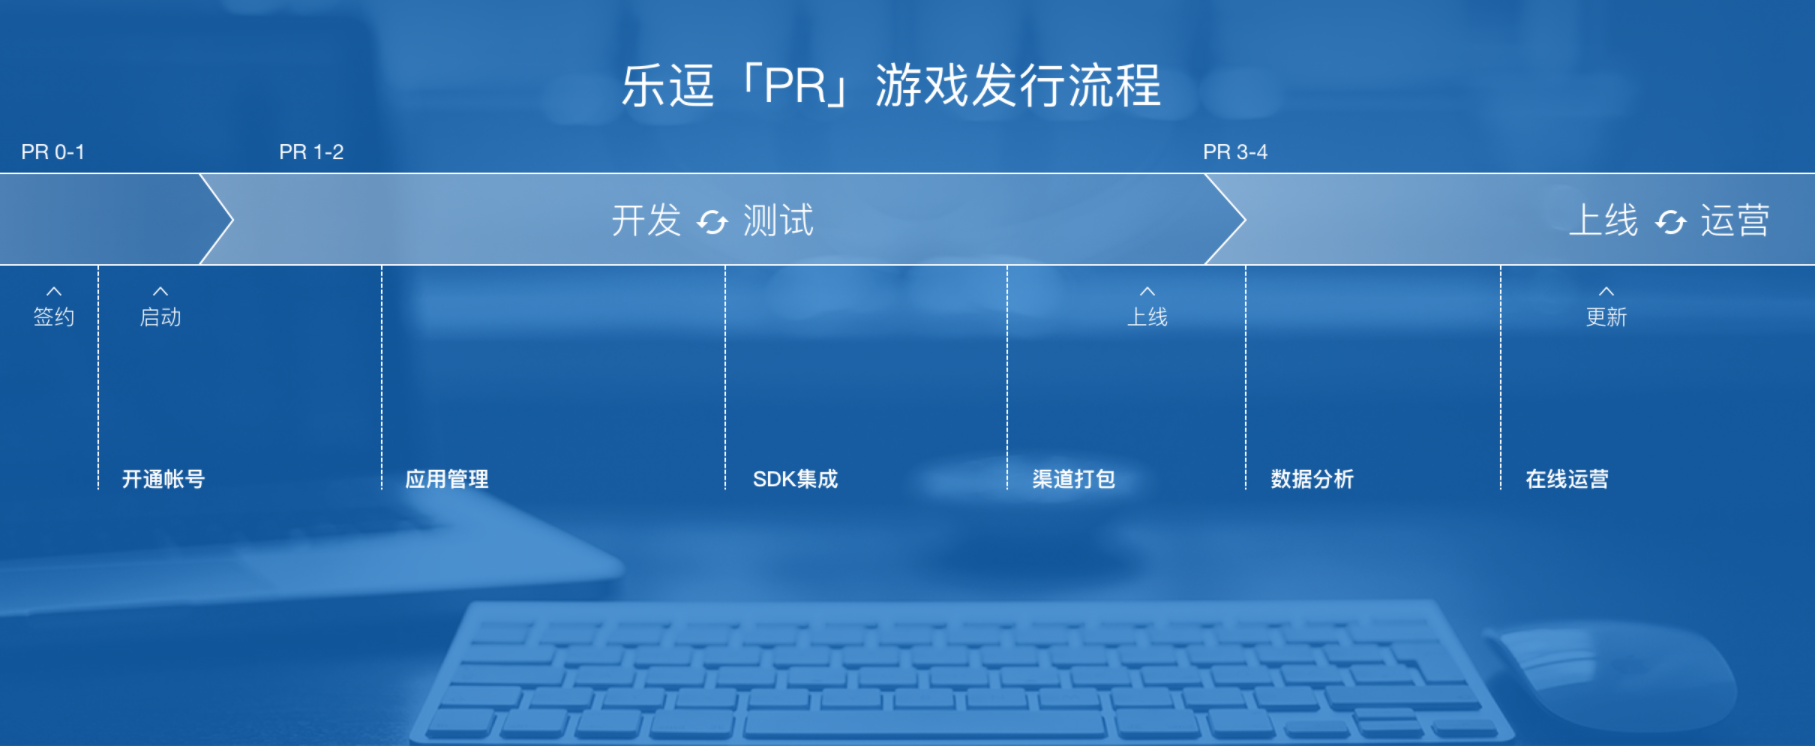 乐逗「PR」游戏发行流程
PR 0-1
PR 1-2
PR 3-4
开发 测试
上线 运营
签约
启动
上线
更新
开通帐号
应用管理
SDK集成
渠道打包
数据分析
在线运营